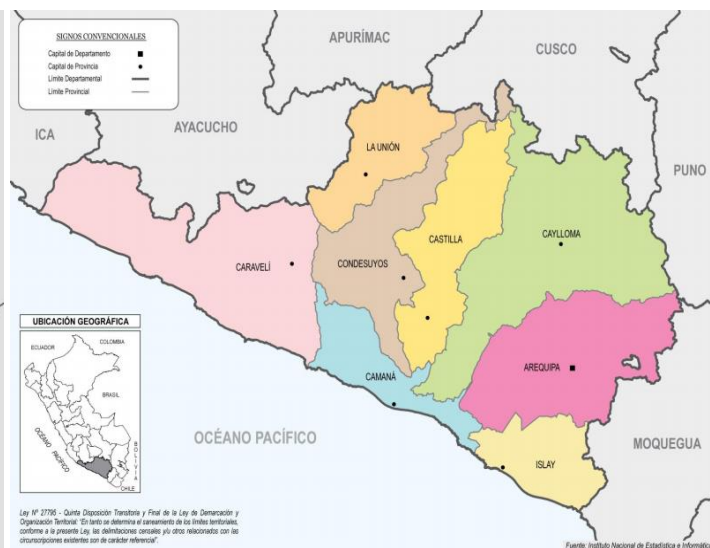 SIGNOS CONVENCIONALES
Capital de Departamento
Capital de Provincia
Límite Departamental
Límite Provincial
APURÍMAC
CUSCO
ICA
AYACUCHO
PUNO
LA UNIÓN
CASTILLA
CAYLLOMA
CARAVELÍ
CONDESUYOS
CAMANÁ
AREQUIPA
ISLAY
MOQUEGUA
OCÉANO PACÍFICO
UBICACIÓN GEOGRÁFICA
ECUADOR
COLOMBIA
BRASIL
OCÉANO PACÍFICO
BOLIVIA
CHILE
Ley Nº 27795 - Quinta Disposición Transitoria y Final de la Ley de Demarcación y
Organización Territorial: "En tanto se determina el saneamiento de los límites territoriales,
conforme a la presente Ley, las delimitaciones censales y/u otros relacionados con las
circunscripciones existentes son de carácter referencial".
Fuente: Instituto Nacional de Estadística e Informática